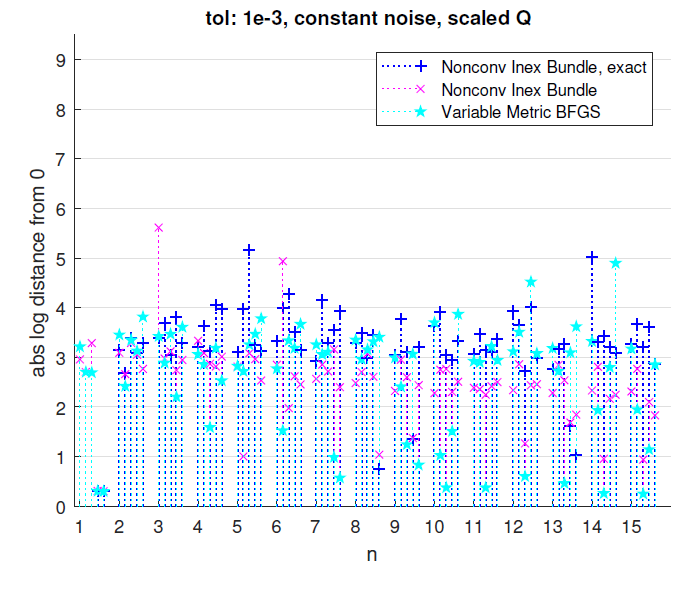 tol: 1e-3, constant noise, scaled Q
Nonconv Inex Bundle, exact
Nonconv Inex Bundle
Variable Metric BFGS
abs log distance from 0
9
8
7
6
5
4
3
2
1
0
1 2 3 4 5 6 7 8 9 10 11 12 13 14 15
n